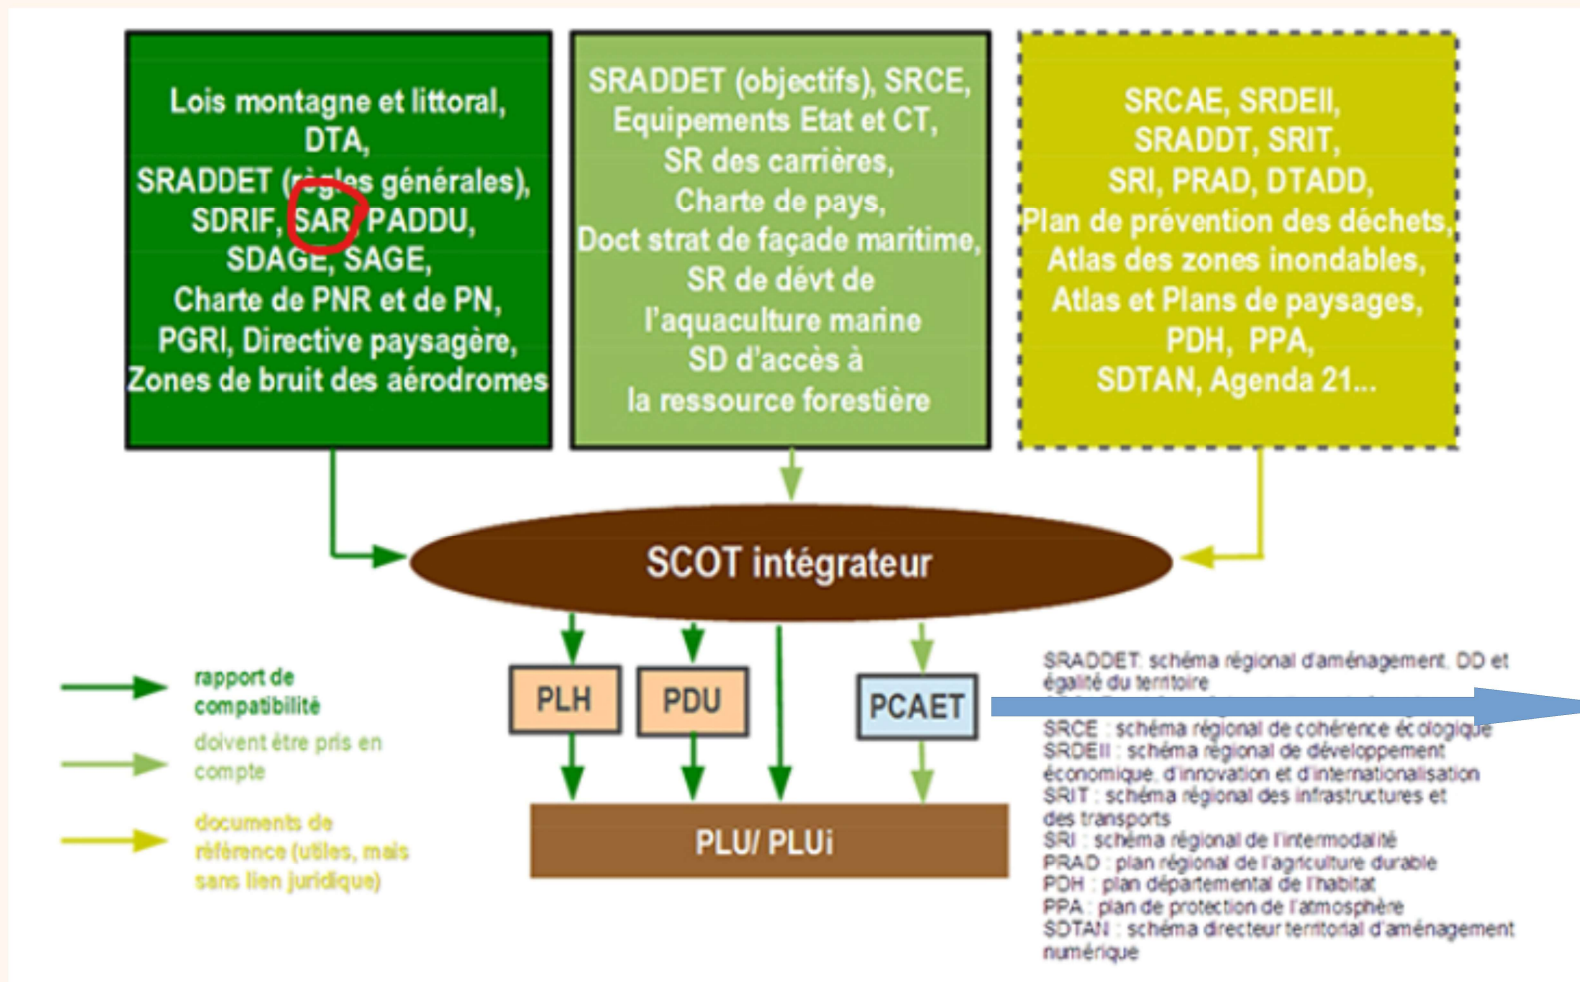 Lois montagne et littoral,
DTA,
SRADDET (règles générales),
SDRIF, SAR, PADDU,
SDAGE, SAGE,
Charte de PNR et de PN,
PGRI, Directive paysagère,
Zones de bruit des aérodromes
SRADDET (objectifs), SRCE,
Equipements Etat et CT,
SR des carrières,
Charte de pays,
Doct strat de façade maritime,
SR de dévt de
l'aquaculture marine
SD d'accès à
la ressource forestière
SRCAE, SRDEII,
SRADDT, SRIT,
SRI, PRAD, DTADD,
Plan de prévention des déchets,
Atlas des zones inondables,
Atlas et Plans de paysages,
PDH, PPA,
SDTAN, Agenda 21...
SCOT intégrateur
PLH
PDU
PCAET
PLU/ PLUi
rapport de
compatibilité
doivent être pris en
compte
documents de
référence (utiles, mais
sans lien juridique)
SRADDET: schéma régional d'aménagement, DD et
égalité du territoire
SRCE : schéma régional de cohérence écologique
SRDEII : schéma régional de développement
économique, d'innovation et d'internationalisation
SRIT : schéma régional des infrastructures et
des transports
SRI : schéma régional de l'intermodalité
PRAD : plan régional de l'agriculture durable
PDH : plan départemental de l'habitat
PPA : plan de protection de l'atmosphère
SDTAN : schéma directeur territorial d'aménagement
numérique